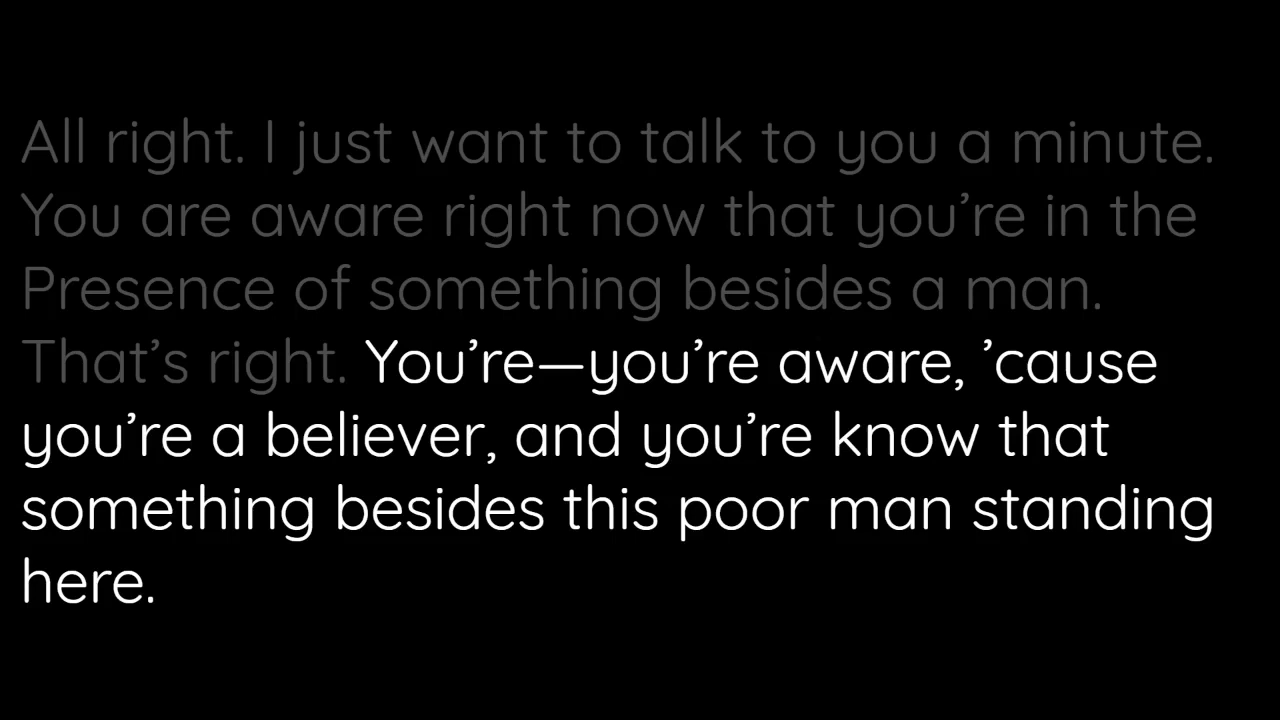 All right. I just want to talk to you a minute.
You are aware right now that you’re in the
Presence of something besides a man.
That’s right. You’re—you’re aware, ’cause
you’re a believer, and you’re know that
something besides this poor man standing
here.